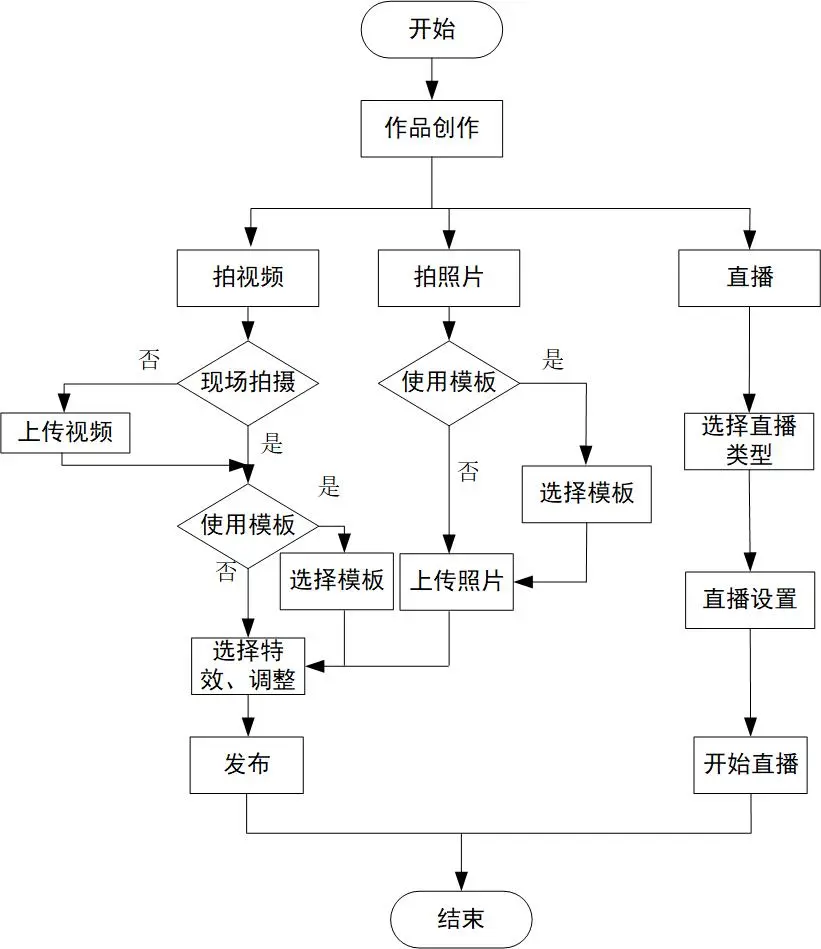 开始
作品创作
拍视频
拍照片
直播
否
现场拍摄
使用模板
是
上传视频
是
选择直播
类型
否
是
使用模板
选择模板
否
选择模板
上传照片
直播设置
选择特
效、调整
发布
开始直播
结束